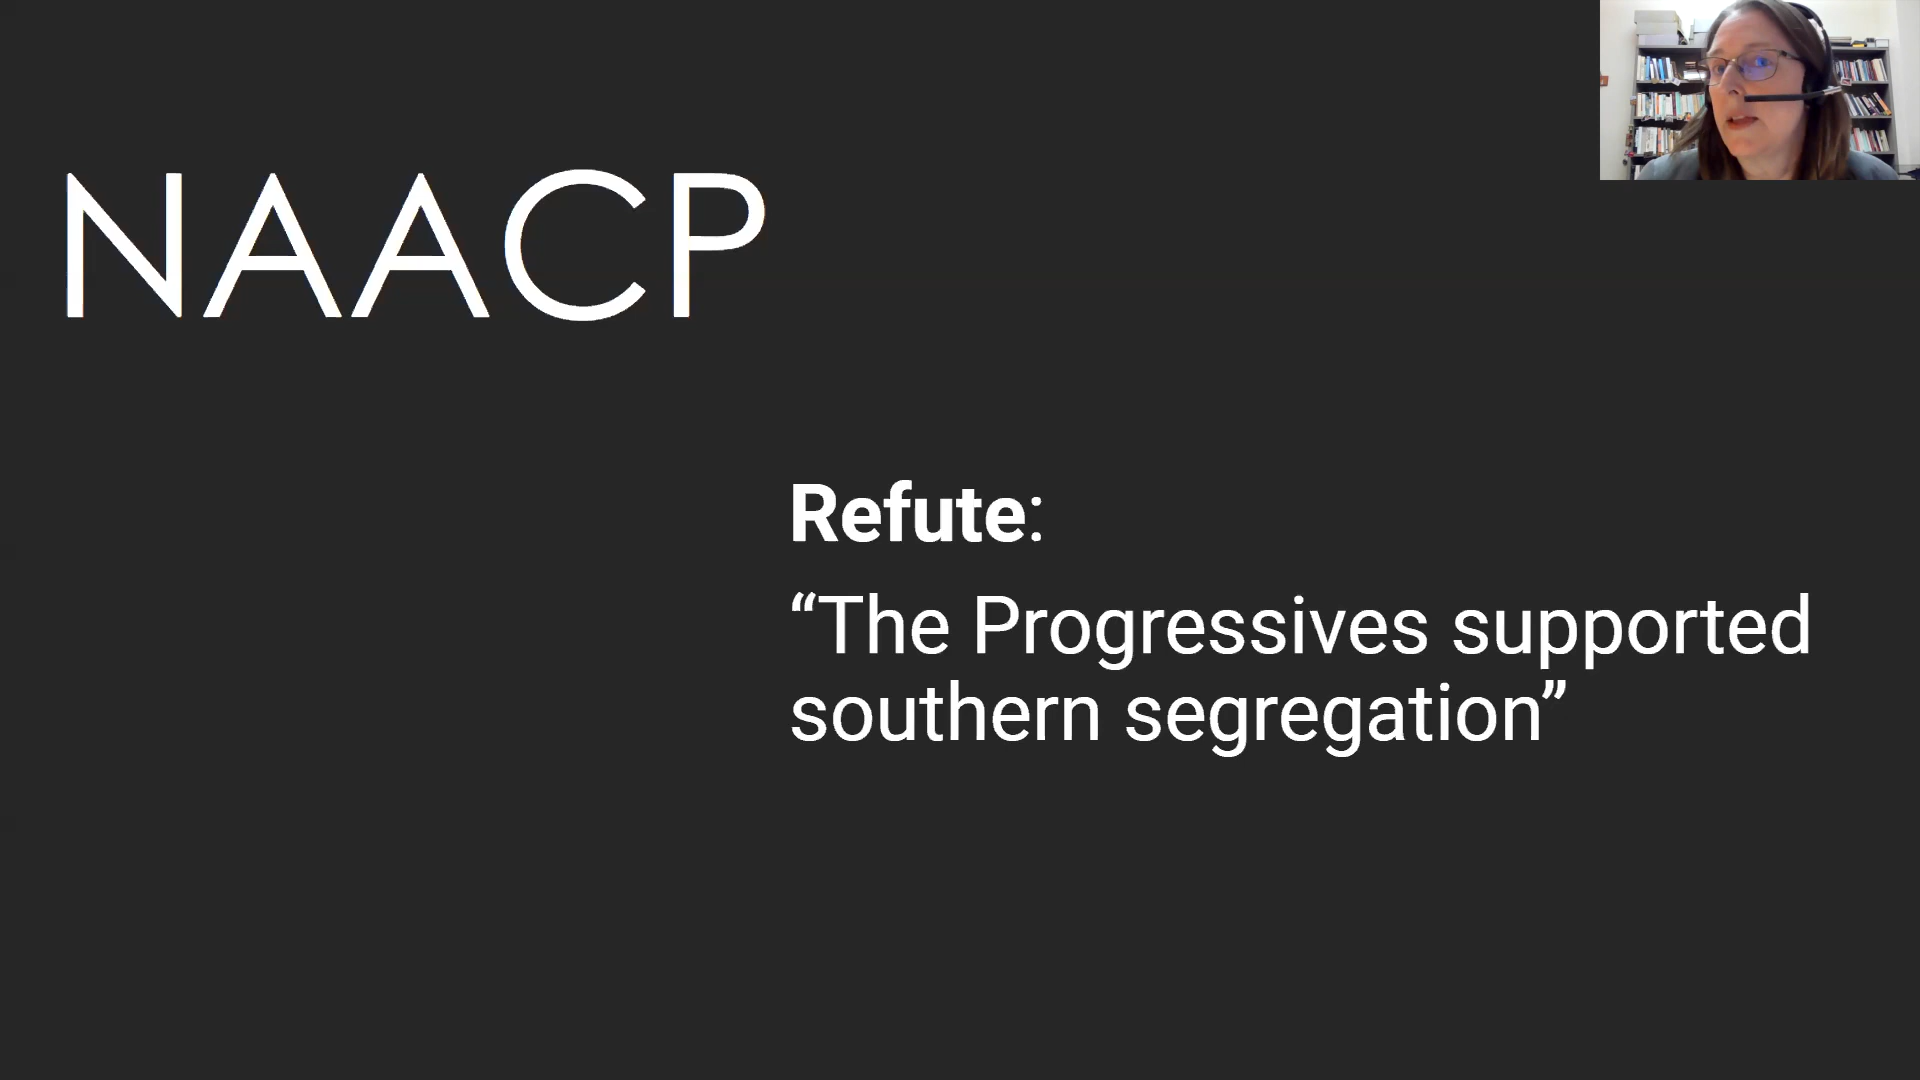 NAACP
Refute:
“The Progressives supported
southern segregation”